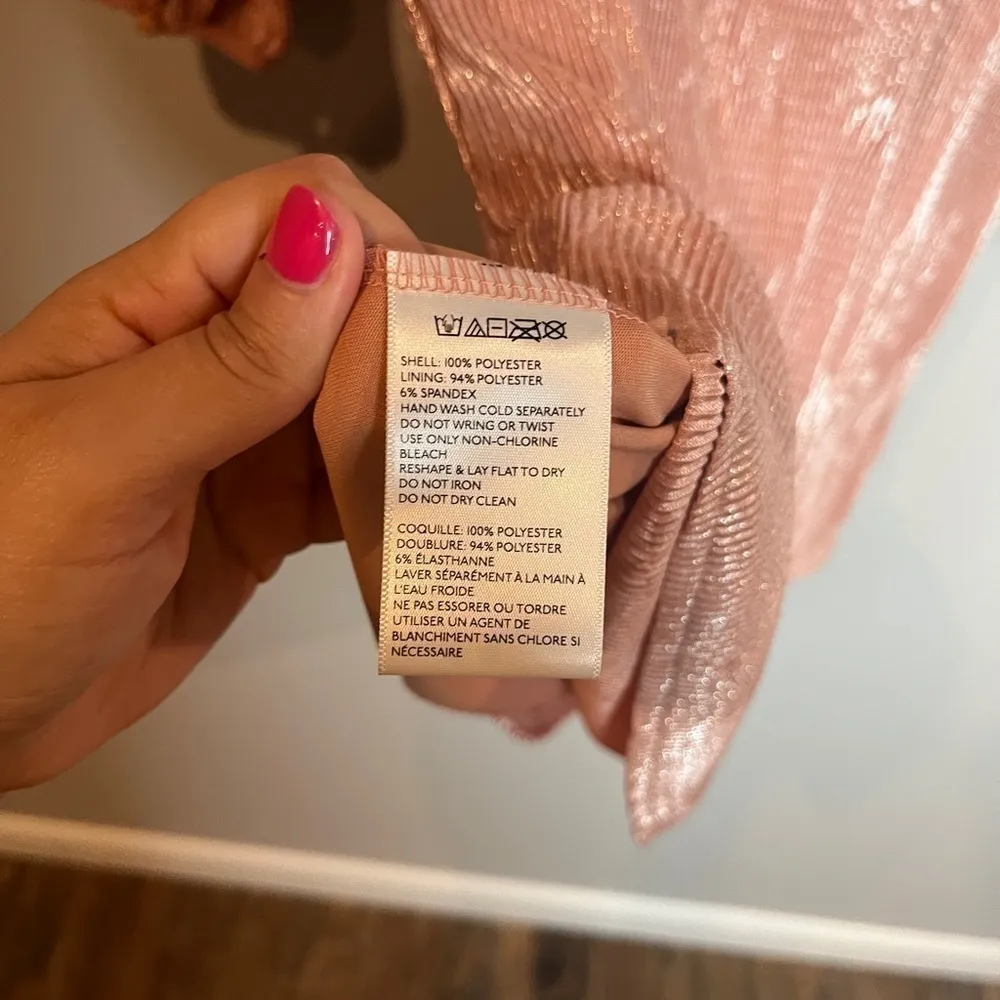 SHELL: 100% POLYESTER
LINING: 94% POLYESTER
6% SPANDEX
HAND WASH COLD SEPARATELY
DO NOT WRING OR TWIST
USE ONLY NON-CHLORINE
BLEACH
RESHAPE & LAY FLAT TO DRY
DO NOT IRON
DO NOT DRY CLEAN
COQUILLE: 100% POLYESTER
DOUBLURE: 94% POLYESTER
6% ÉLASTHANNE
LAVER SÉPARÉMENT À LA MAIN À
L'EAU FROIDE
NE PAS ESSORER OU TORDRE
UTILISER UN AGENT DE
BLANCHIMENT SANS CHLORE SI
NÉCESSAIRE